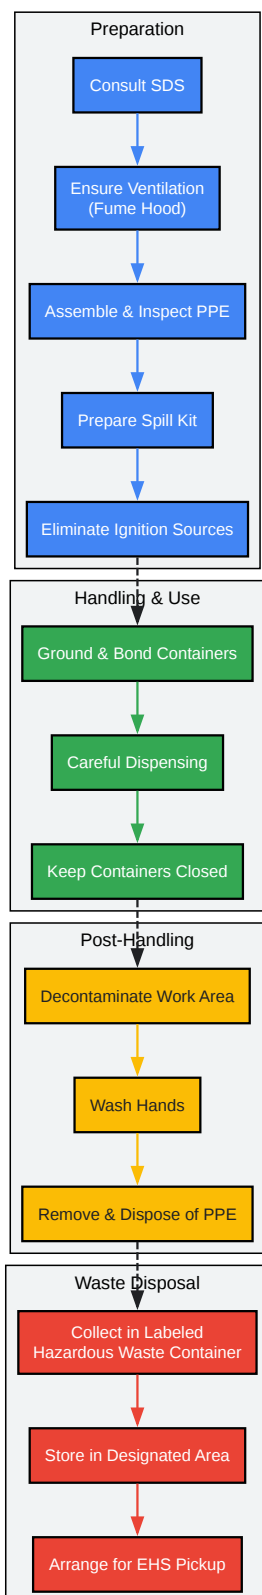 Preparation
Consult SDS
Ensure Ventilation
(Fume Hood)
Assemble & Inspect PPE
Prepare Spill Kit
Eliminate Ignition Sources
Handling & Use
Ground & Bond Containers
Careful Dispensing
Keep Containers Closed
Post-Handling
Decontaminate Work Area
Wash Hands
Remove & Dispose of PPE
Waste Disposal
Collect in Labeled
Hazardous Waste Container
Store in Designated Area
Arrange for EHS Pickup